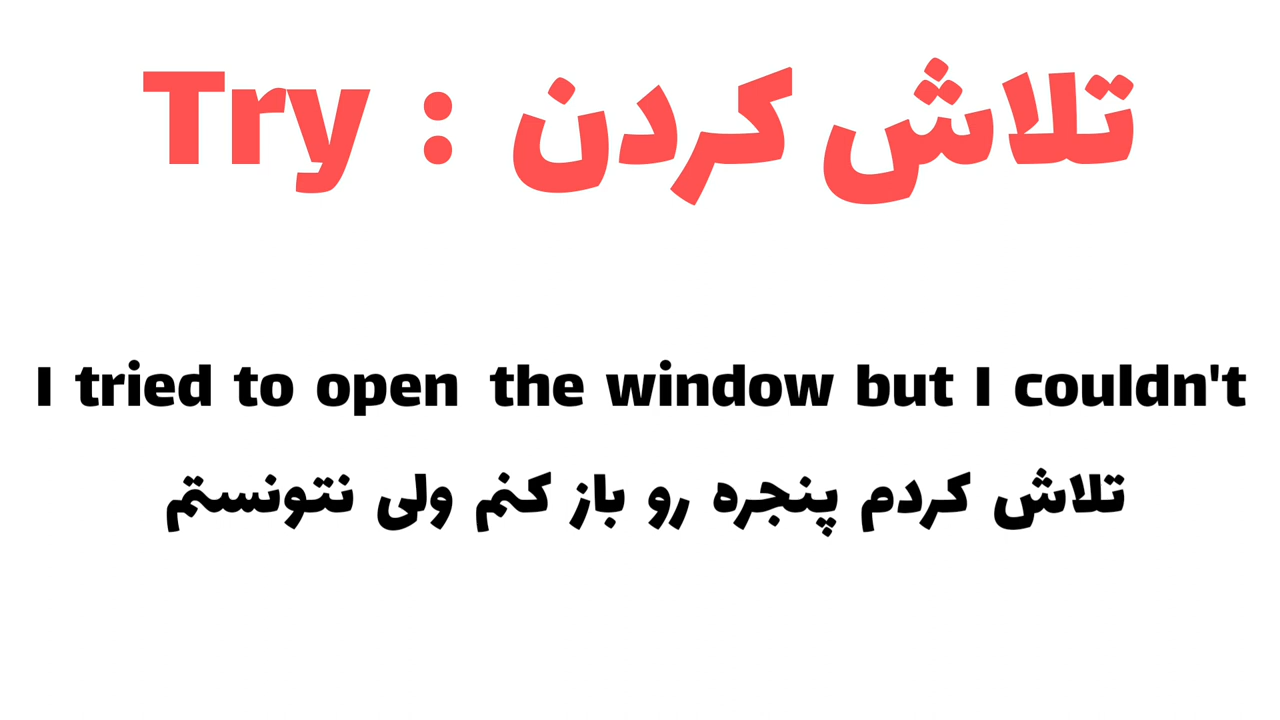 Try : تلاش کردن
I tried to open the window but I couldn't
تلاش کردم پنجره رو باز کنم ولی نتونستم